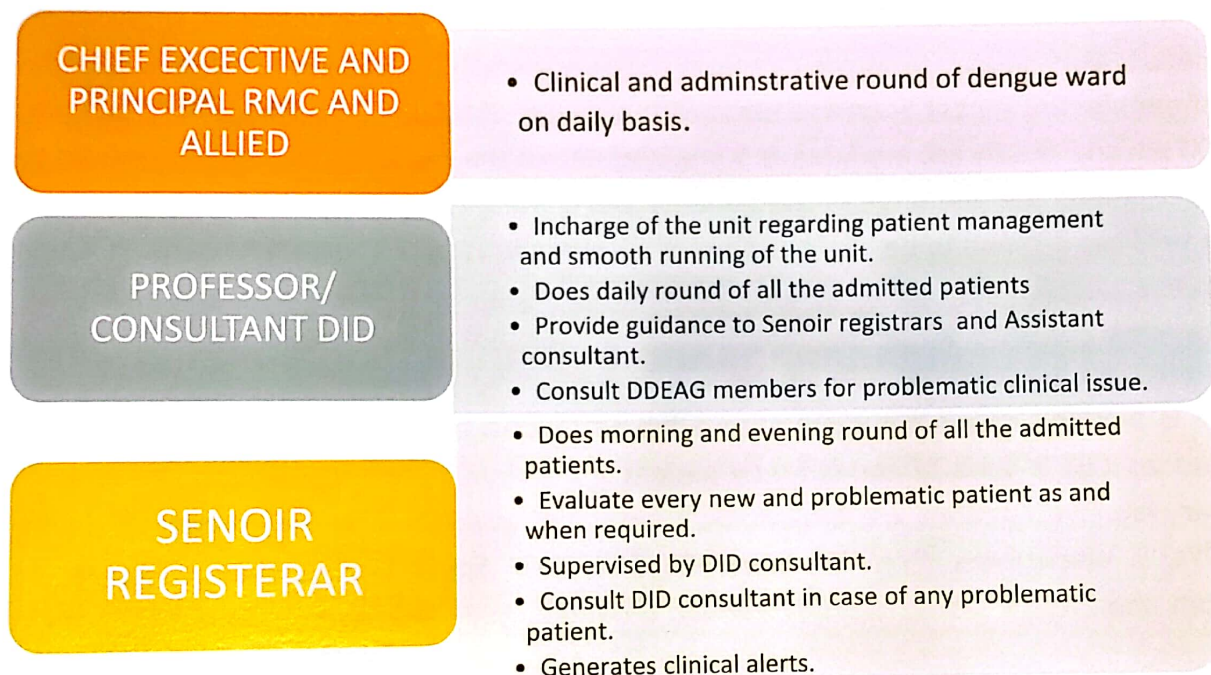 CHIEF EXCECTIVE AND
PRINCIPAL RMC AND
ALLIED
• Clinical and adminstrative round of dengue ward
on daily basis.
PROFESSOR/
CONSULTANT DID
• Incharge of the unit regarding patient management
and smooth running of the unit.
• Does daily round of all the admitted patients
• Provide guidance to Senoir registrars and Assistant
consultant.
• Consult DDEAG members for problematic clinical issue.
SENOIR
REGISTERAR
• Does morning and evening round of all the admitted
patients.
• Evaluate every new and problematic patient as and
when required.
• Supervised by DID consultant.
• Consult DID consultant in case of any problematic
patient.
• Generates clinical alerts.